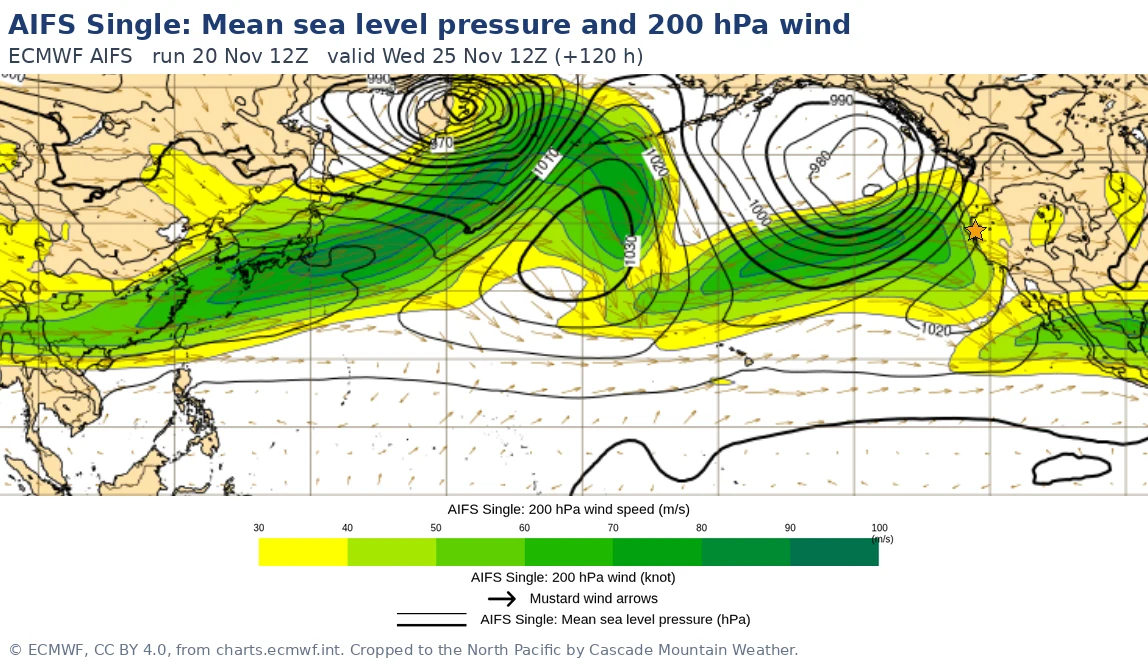 AIFS Single: Mean sea level pressure and 200 hPa wind
ECMWF AIFS   run 20 Nov 12Z   valid Wed 25 Nov 12Z (+120 h)
990
990
970
1010
1020
980
1000
1030
1020
AIFS Single: 200 hPa wind speed (m/s)
30 40 50 60 70 80 90 100
(m/s)
AIFS Single: 200 hPa wind (knot)
Mustard wind arrows
AIFS Single: Mean sea level pressure (hPa)
© ECMWF, CC BY 4.0, from charts.ecmwf.int. Cropped to the North Pacific by Cascade Mountain Weather.